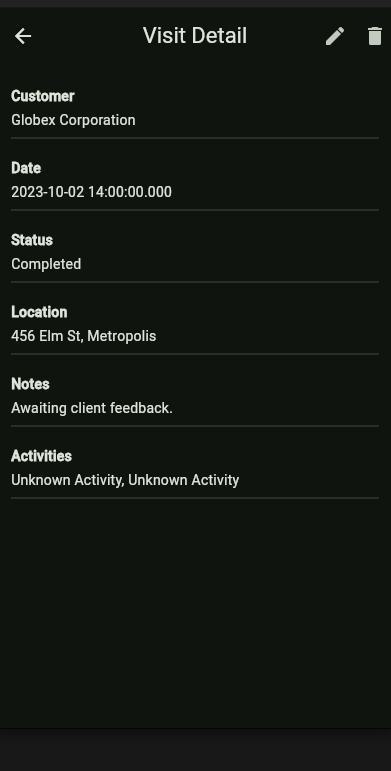 Visit Detail
Customer
Globex Corporation
Date
2023-10-02 14:00:00.000
Status
Completed
Location
456 Elm St, Metropolis
Notes
Awaiting client feedback.
Activities
Unknown Activity, Unknown Activity